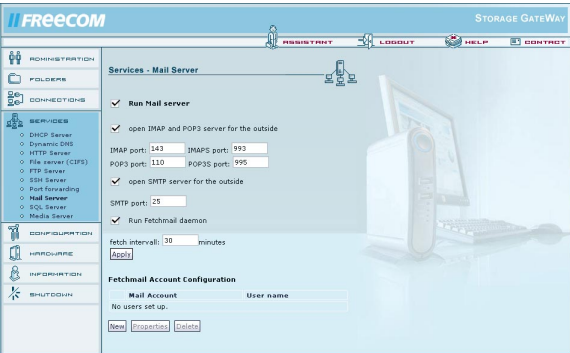 FREECOM
STORAGE GATEWAY
ASSISTANT LOGOUT HELP CONTACT
ADMINISTRATION
FOLDERS
CONNECTIONS
SERVICES
DHCP Server
Dynamic DNS
HTTP Server
File server (CIFS)
FTP Server
SSH Server
Port forvarding
Mail Server
SQL Server
Media Server
CONFIGURATION
HARDWARE
INFORMATION
SHUTDOWN
Services - Mail Server
Run Mail server
open IMAP and POP3 server for the outside
IMAP port: 143 IMAPS port: 993
POP3 port: 110 POP3S port: 995
open SMTP server for the outside
SMTP port: 25
Run Fetchmail daemon
fetch intervall: 30 minutes
Apply
Fetchmail Account Configuration
Mail Account User name
No users set up.
New Properties Delete